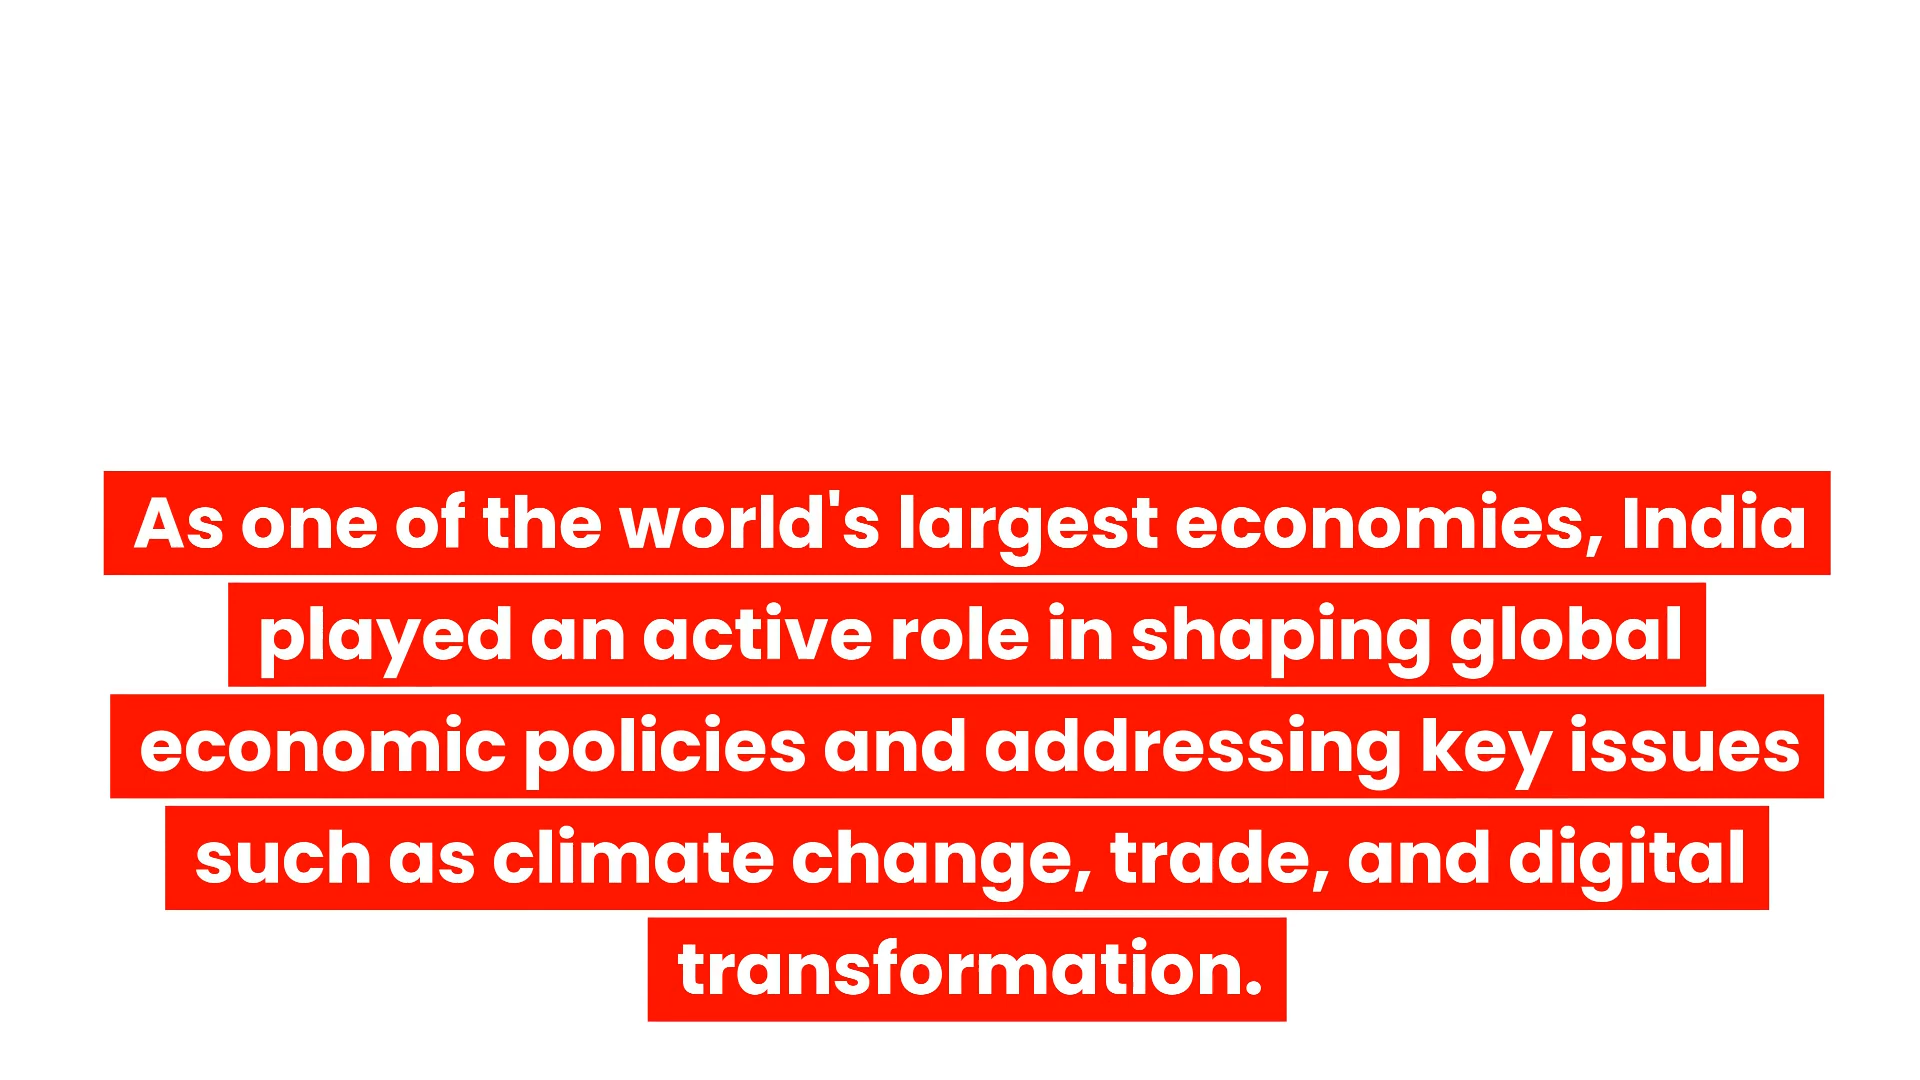 As one of the world's largest economies, India
played an active role in shaping global
economic policies and addressing key issues
such as climate change, trade, and digital
transformation.